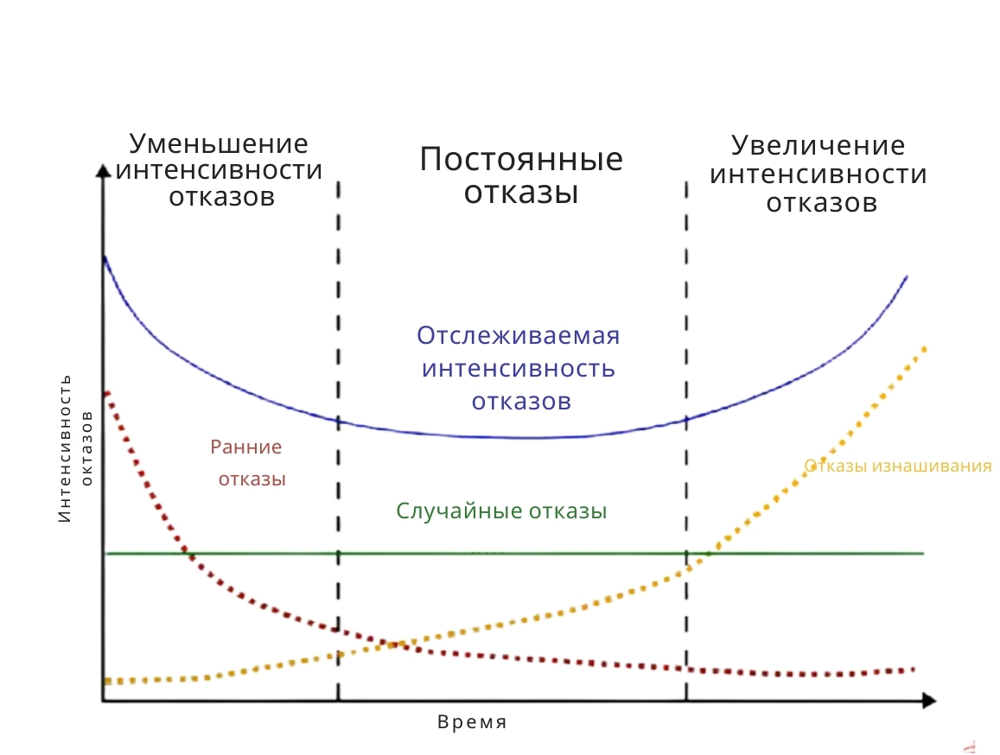 Уменьшение
интенсивности
отказов
Постоянные
отказы
Увеличение
интенсивности
отказов
Отслеживаемая
интенсивность
отказов
Интенсивность
октазов
Ранние
отказы
Отказы изнашивания
Случайные отказы
Время